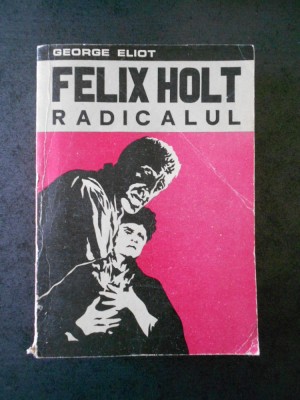 GEORGE ELIOT
FELIX HOLT
RADICALUL